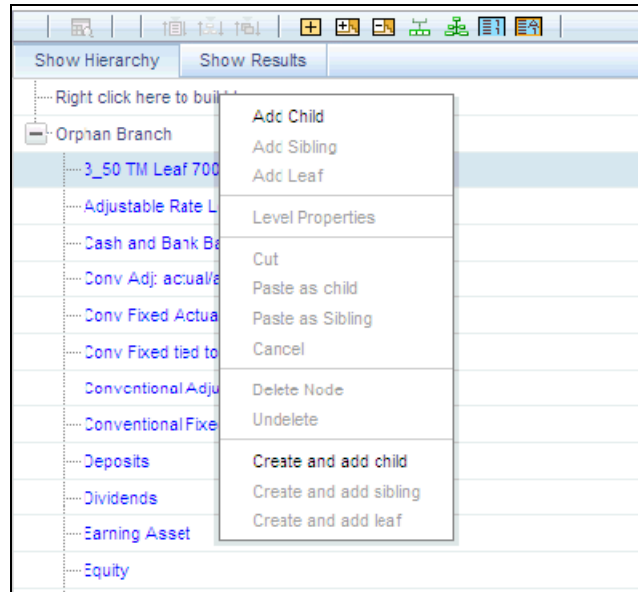 Show Hierarchy Show Results
Right click here to buil
Orphan Branch
3_50 TM Leaf 700
Adjustable Rate L
Cash and Bank Ba
Conv Adj: actual/a
Conv Fixed Actua
Conv Fixed tied to
Conventional Adju
Conventional Fixe
Deposits
Dividends
Earning Asset
Equity
Add Child
Add Sibling
Add Leaf
Level Properties
Cut
Paste as child
Paste as Sibling
Cancel
Delete Node
Undelete
Create and add child
Create and add sibling
Create and add leaf